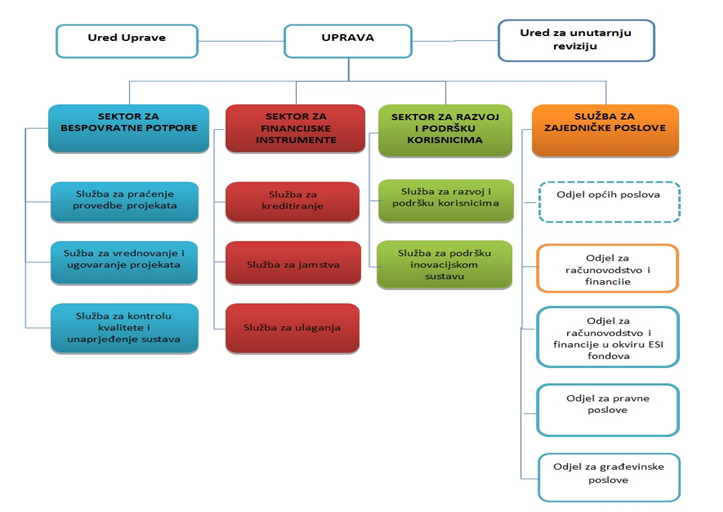 Ured Uprave
UPRAVA
Ured za unutarnju
reviziju
SEKTOR ZA
BESPOVRATNE POTPORE
SEKTOR ZA
FINANCIJSKE
INSTRUMENTE
SEKTOR ZA RAZVOJ
I PODRŠKU
KORISNICIMA
SLUŽBA ZA
ZAJEDNIČKE POSLOVE
Služba za praćenje
provedbe projekata
Sužba za vrednovanje i
ugovaranje projekata
Služba za kontrolu
kvalitete i
unaprjeđenje sustava
Služba za
kreditiranje
Služba za jamstva
Služba za ulaganja
Služba za razvoj i
podršku korisnicima
Služba za podršku
inovacijskom
sustavu
Odjel općih poslova
Odjel za
računovodstvo i
financiie
Odjel za
računovodstvo i
financije u okviru ESI
fondova
Odjel za pravne
poslove
Odjel za građevinske
poslove